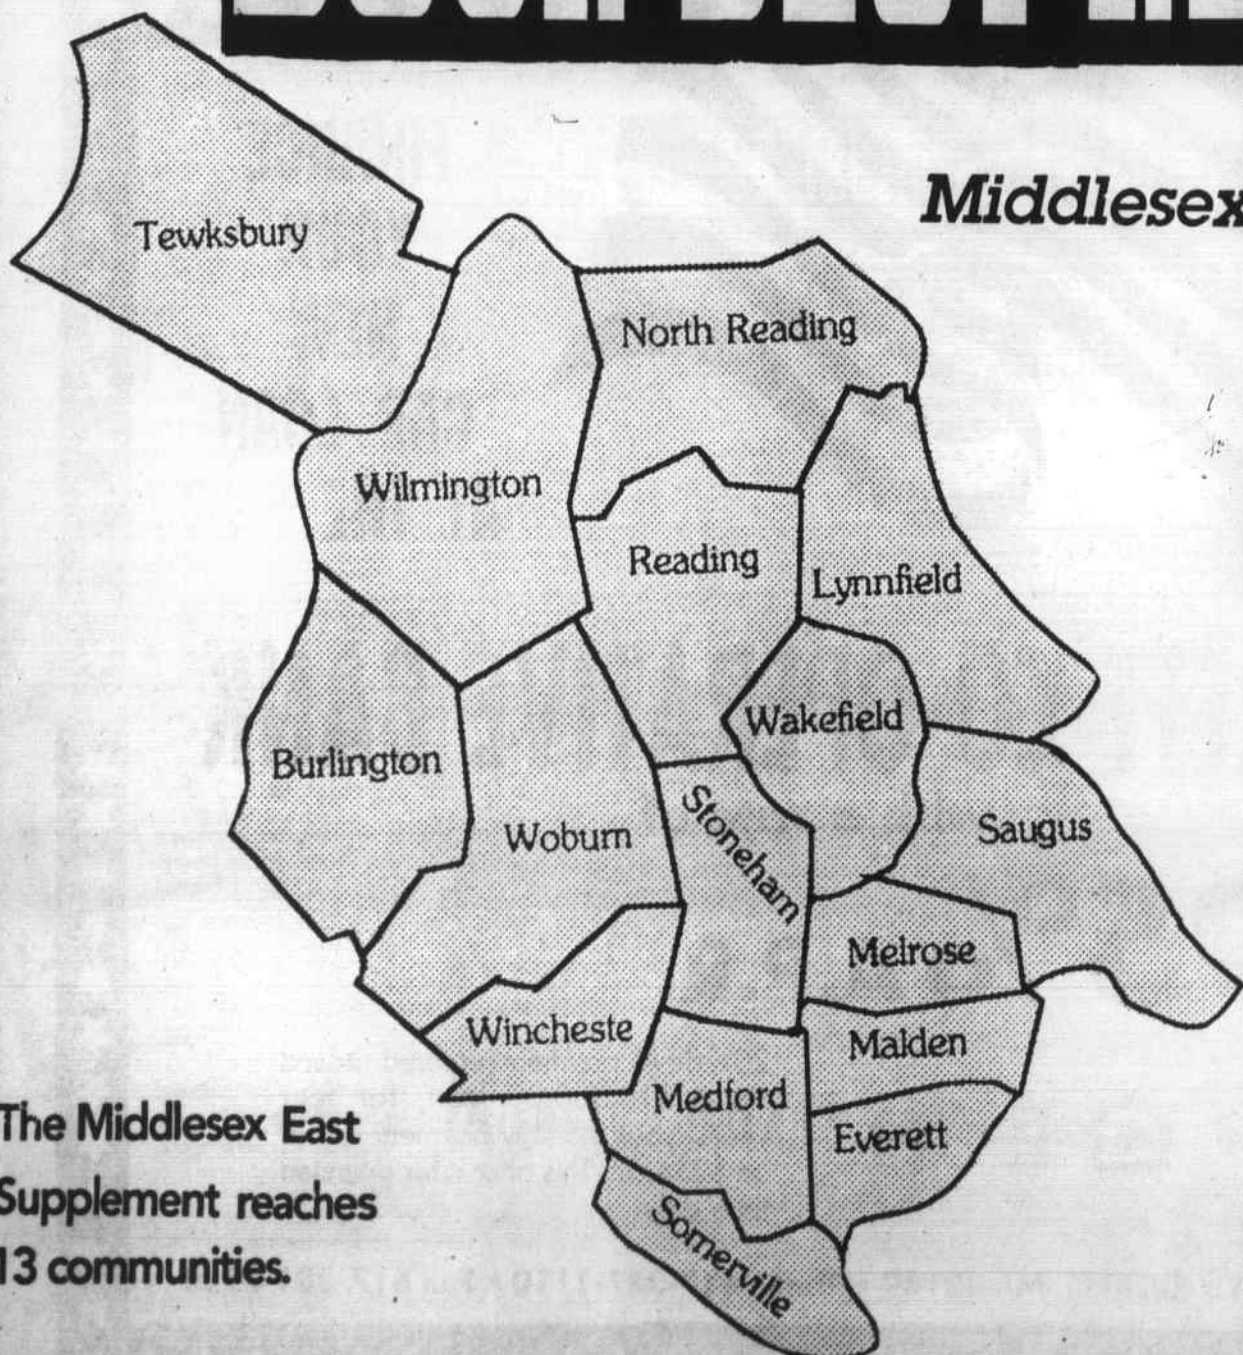 Middlesex
Tewksbury
North Reading
Wilmington
Reading
Lynnfield
Wakefield
Burlington
Stoneham
Woburn
Saugus
Melrose
Wincheste
Malden
Medford
Everett
Somerville
The Middlesex East
Supplement reaches
13 communities.